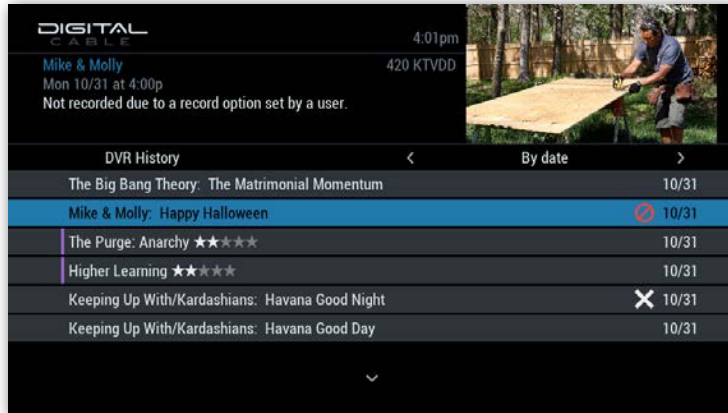 DIGITAL
CABLE
4:01pm
Mike & Molly
420 KTVDD
Mon 10/31 at 4:00p
Not recorded due to a record option set by a user.
DVR History
By date
The Big Bang Theory: The Matrimonial Momentum 10/31
Mike & Molly: Happy Halloween 10/31
The Purge: Anarchy ★★★★★ 10/31
Higher Learning ★★★★★ 10/31
Keeping Up With/Kardashians: Havana Good Night 10/31
Keeping Up With/Kardashians: Havana Good Day 10/31